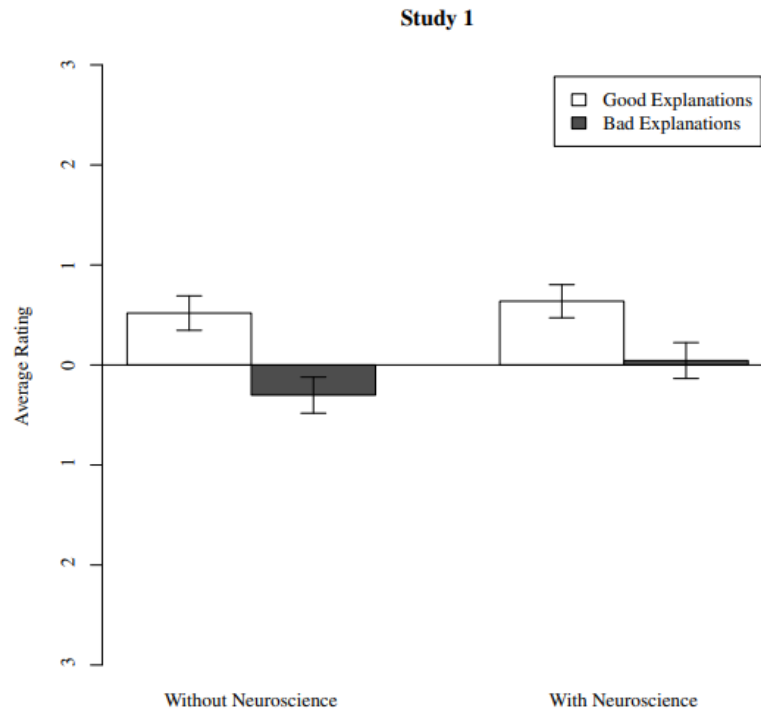 Study 1
Good Explanations
Bad Explanations
Average Rating
3
2
1
0
1
2
3
Without Neuroscience
With Neuroscience